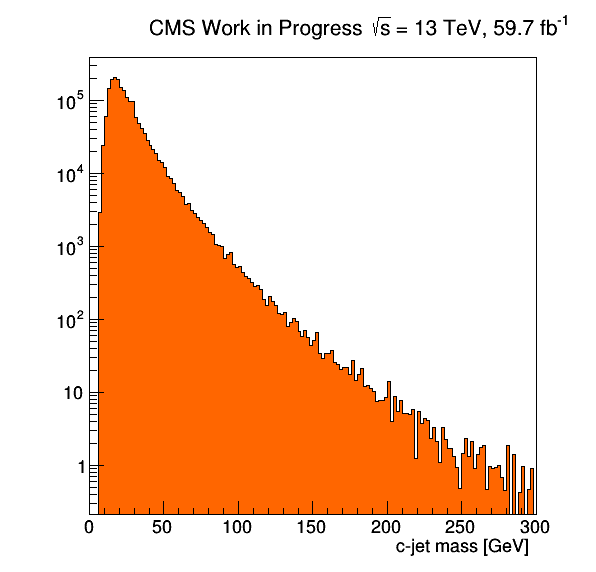 CMS Work in Progress √s = 13 TeV, 59.7 fb⁻¹
10⁵
10⁴
10³
10²
10
1
0 50 100 150 200 250 300
c-jet mass [GeV]